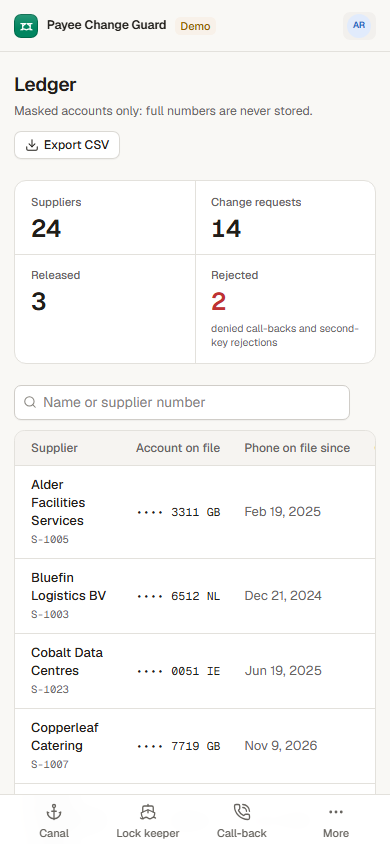 Payee Change Guard
Demo
AR
Ledger
Masked accounts only: full numbers are never stored.
Export CSV
Suppliers
24
Change requests
14
Released
3
Rejected
2
denied call-backs and second-
key rejections
Name or supplier number
Supplier Account on file Phone on file since
Alder
Facilities
Services
S-1005
•••• 3311 GB
Feb 19, 2025
Bluefin
Logistics BV
S-1003
•••• 6512 NL
Dec 21, 2024
Cobalt Data
Centres
S-1023
•••• 0051 IE
Jun 19, 2025
Copperleaf
Catering
S-1007
•••• 7719 GB
Nov 9, 2026
Canal
Lock keeper
Call-back
More